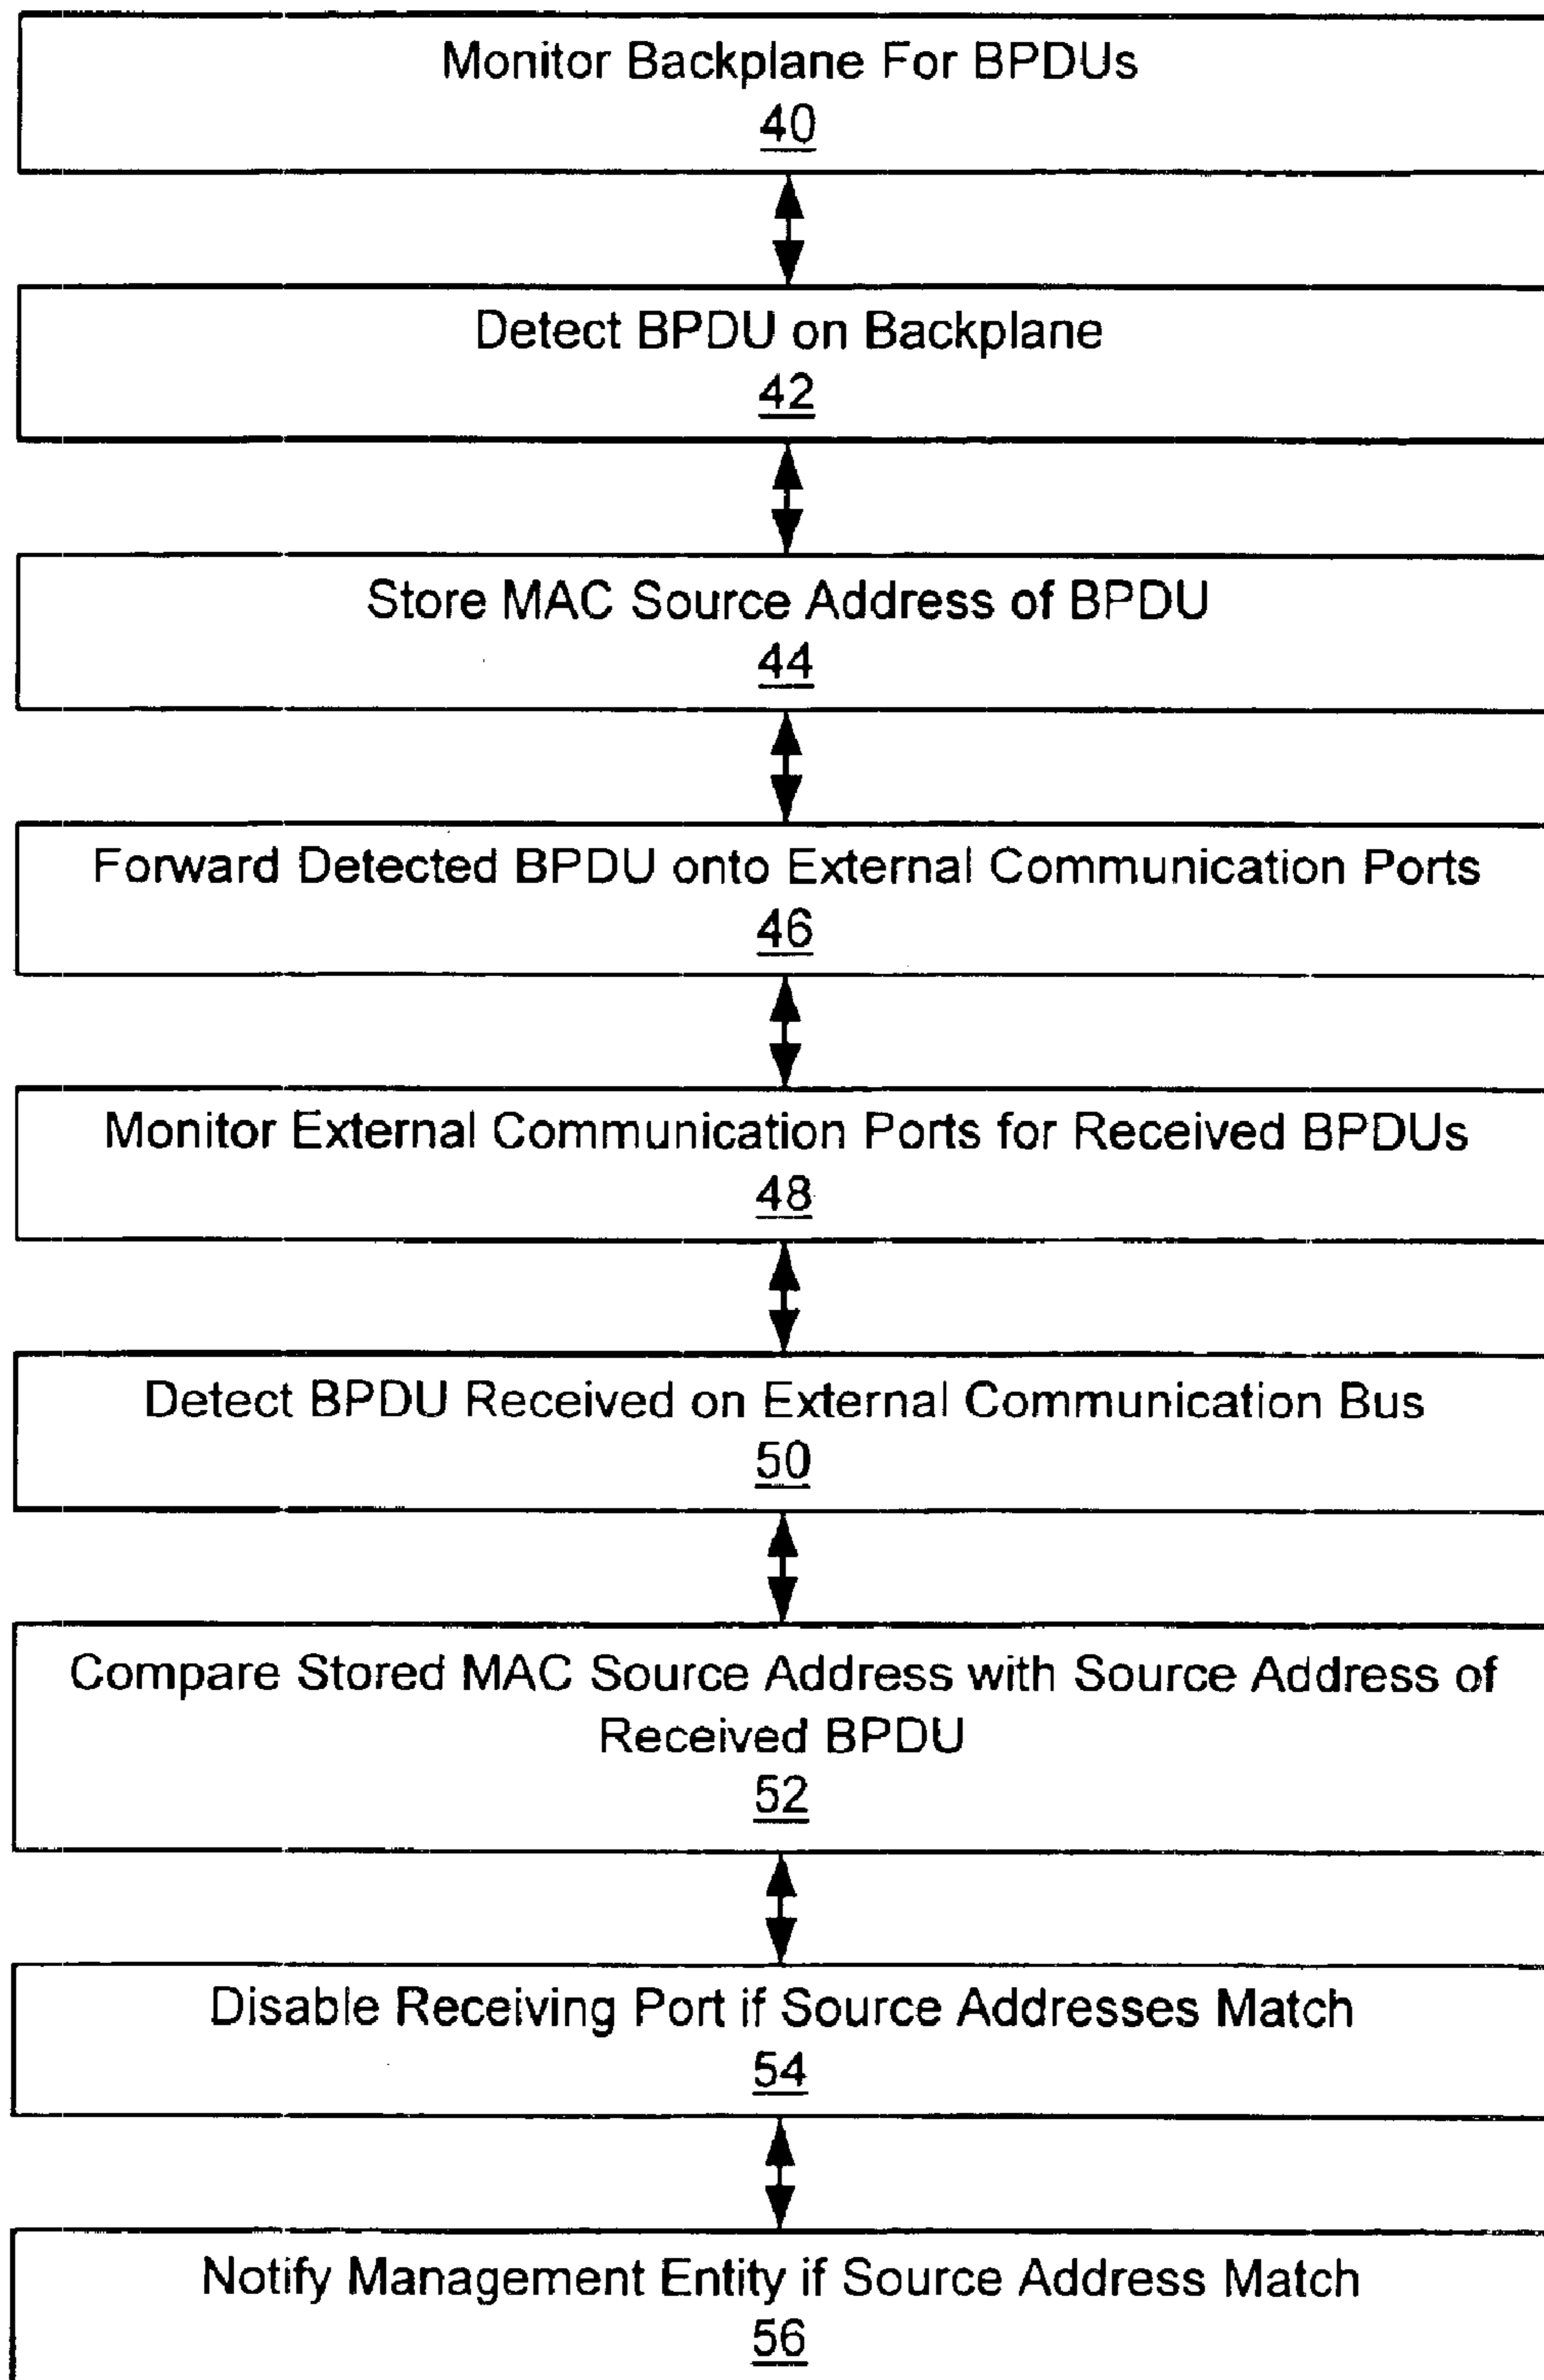 Monitor Backplane For BPDUs
40
Detect BPDU on Backplane
42
Store MAC Source Address of BPDU
44
Forward Detected BPDU onto External Communication Ports
46
Monitor External Communication Ports for Received BPDUs
48
Detect BPDU Received on External Communication Bus
50
Compare Stored MAC Source Address with Source Address of
Received BPDU
52
Disable Receiving Port if Source Addresses Match
54
Notify Management Entity if Source Address Match
56